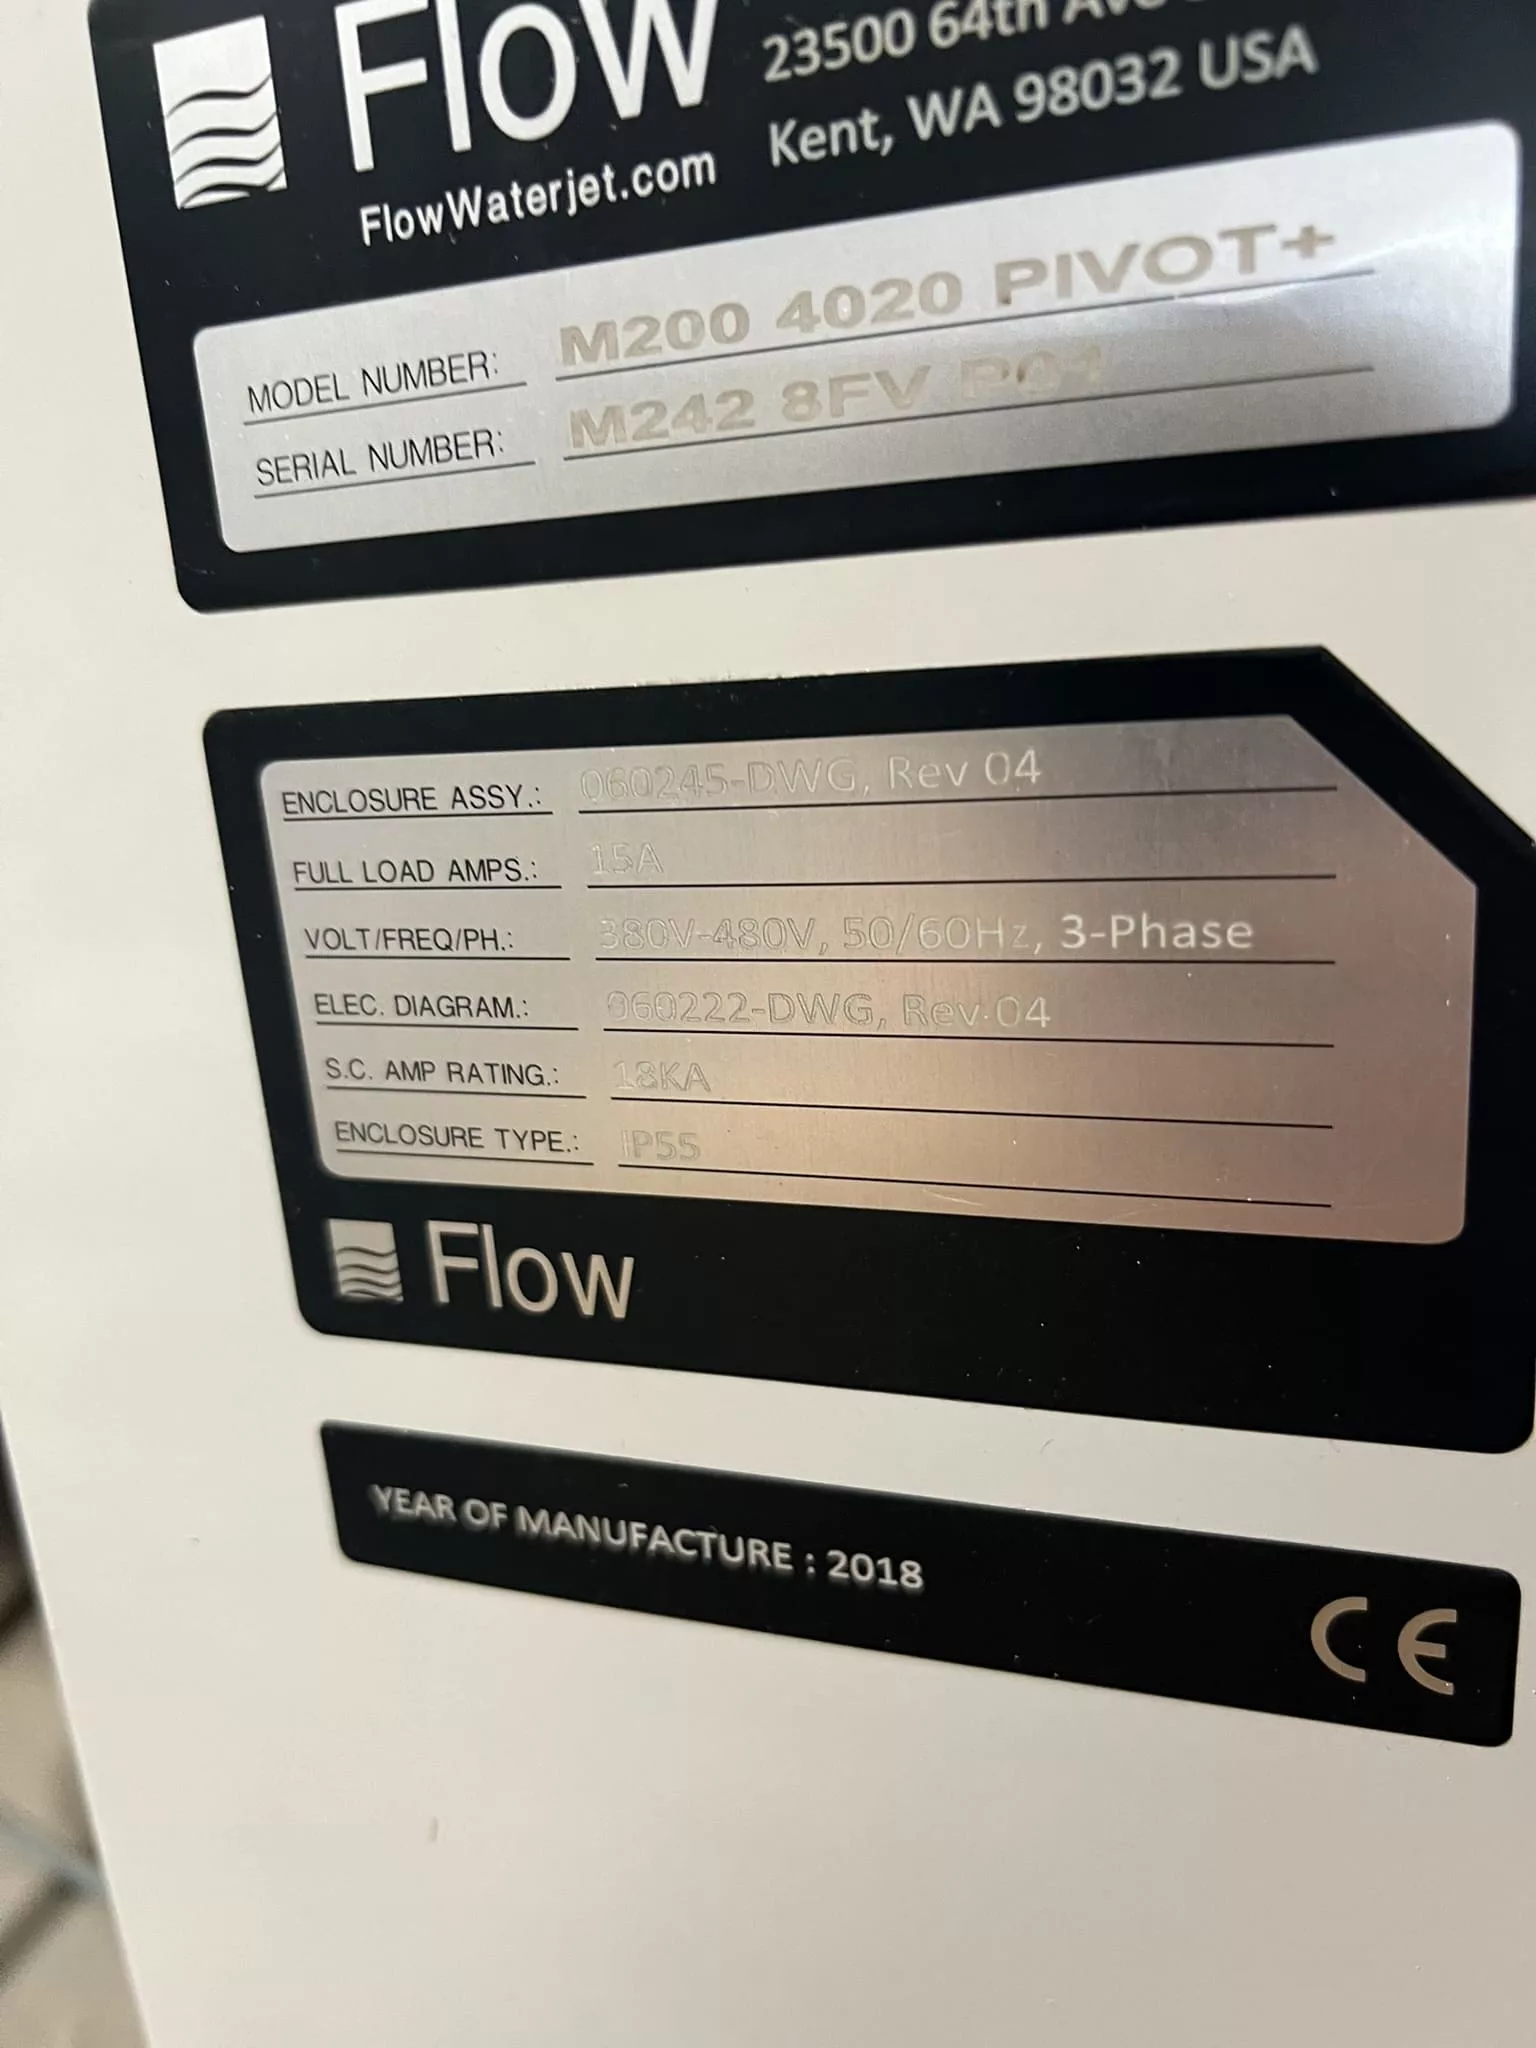 Flow
23500 64th Ave
Kent, WA 98032 USA
FlowWaterjet.com
MODEL NUMBER: M200 4020 PIVOT+
SERIAL NUMBER: M242 8FV P01
ENCLOSURE ASSY.: 060245-DWG, Rev 04
FULL LOAD AMPS.: 15A
VOLT/FREQ/PH.: 380V-480V, 50/60Hz, 3-Phase
ELEC. DIAGRAM.: 060222-DWG, Rev 04
S.C. AMP RATING.: 18KA
ENCLOSURE TYPE.: IP55
Flow
YEAR OF MANUFACTURE : 2018
CE